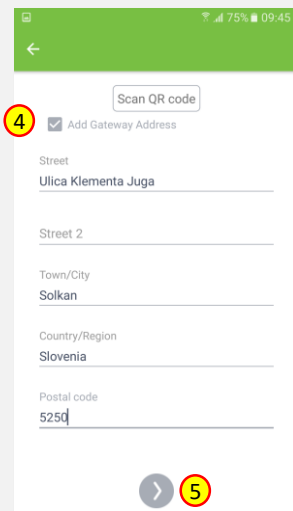 75% 09:45
Scan QR code
4
Add Gateway Address
Street
Ulica Klementa Juga
Street 2
Town/City
Solkan
Country/Region
Slovenia
Postal code
5250
5